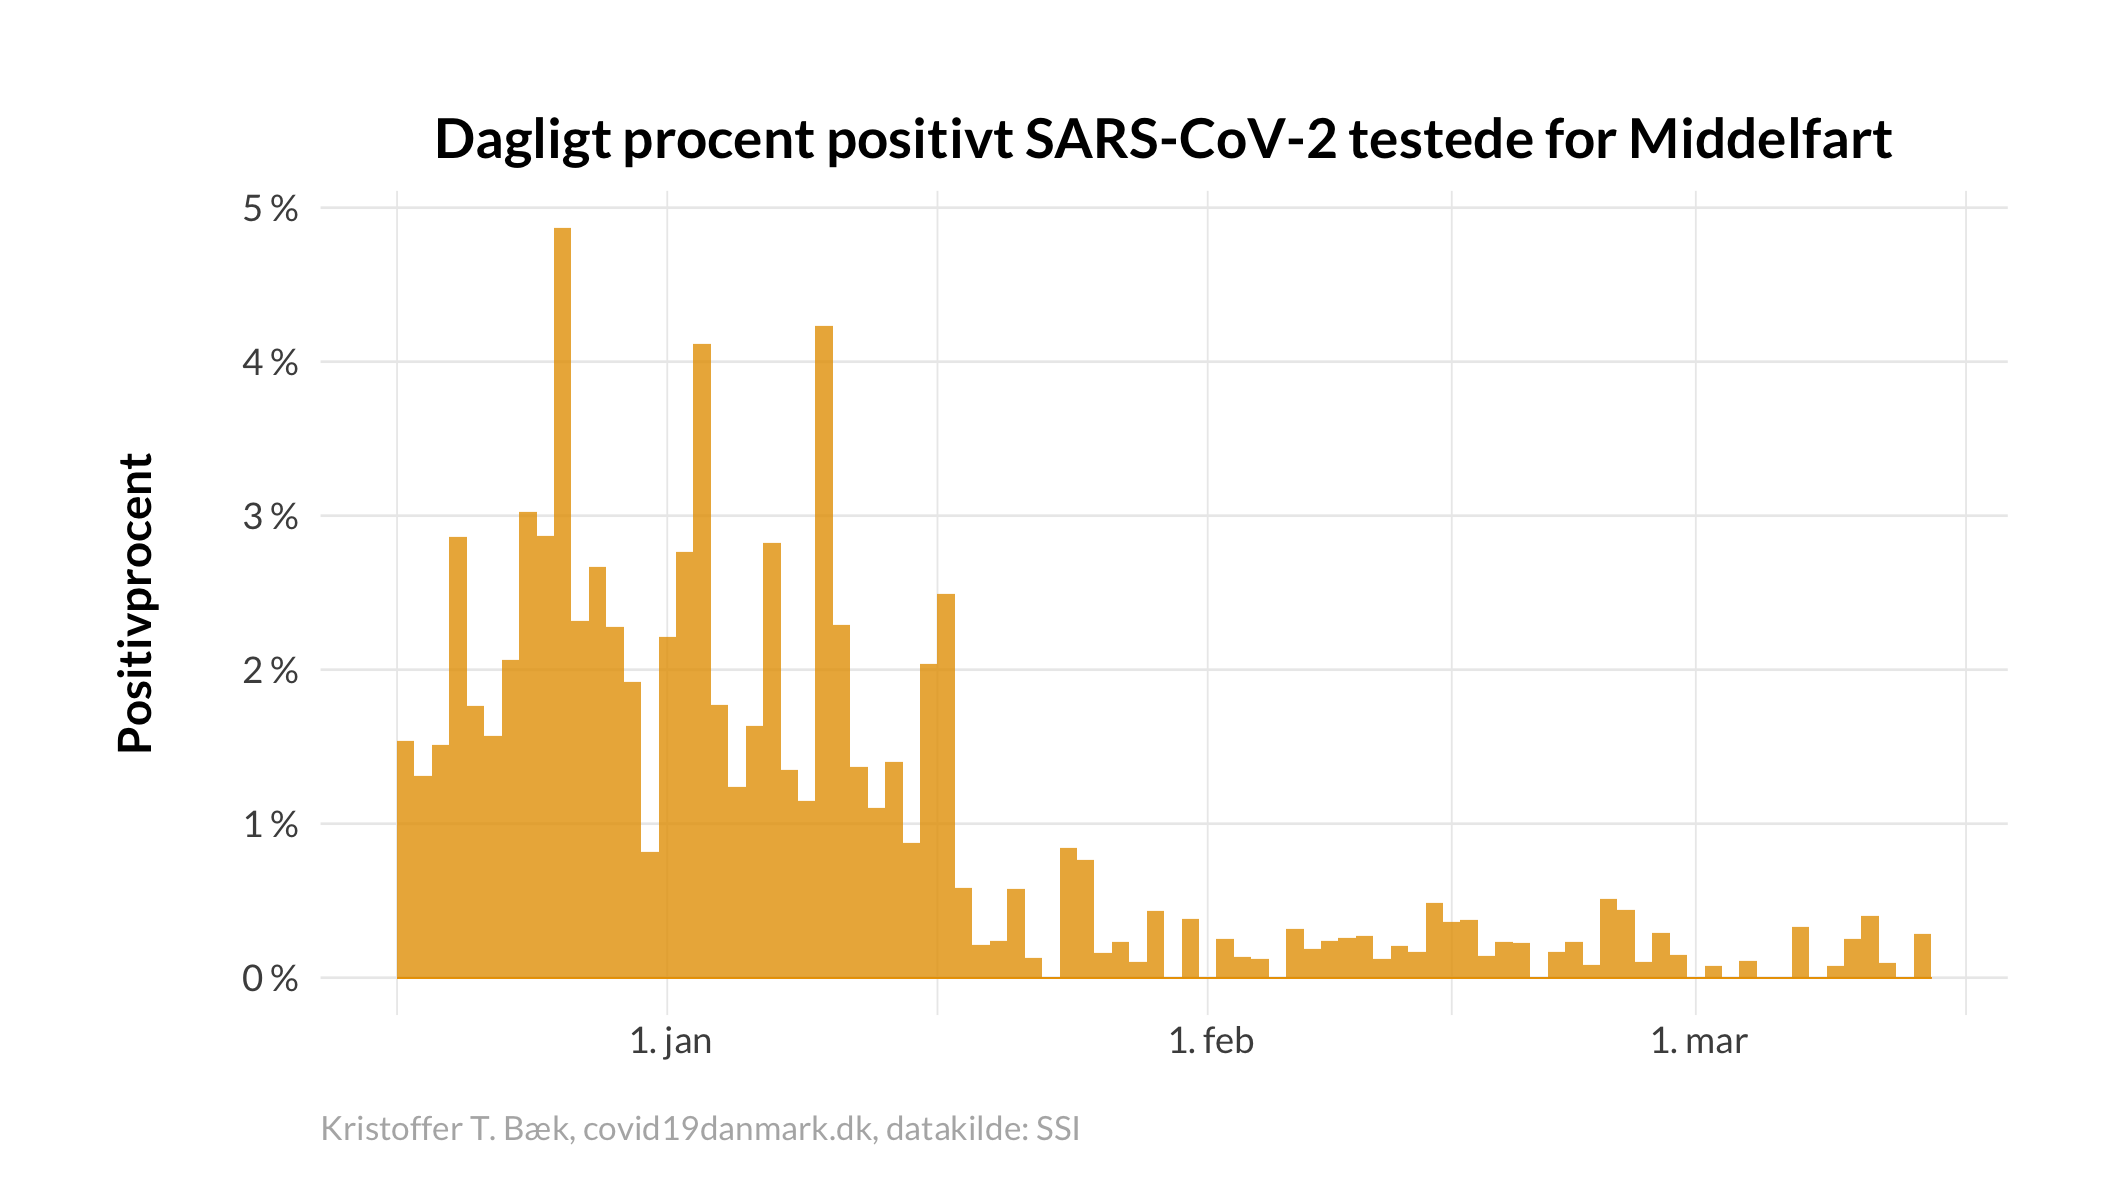 Dagligt procent positivt SARS-CoV-2 testede for Middelfart
Positivprocent
5 %
4 %
3 %
2 %
1 %
0 %
1. jan
1. feb
1. mar
Kristoffer T. Bæk, covid19danmark.dk, datakilde: SSI